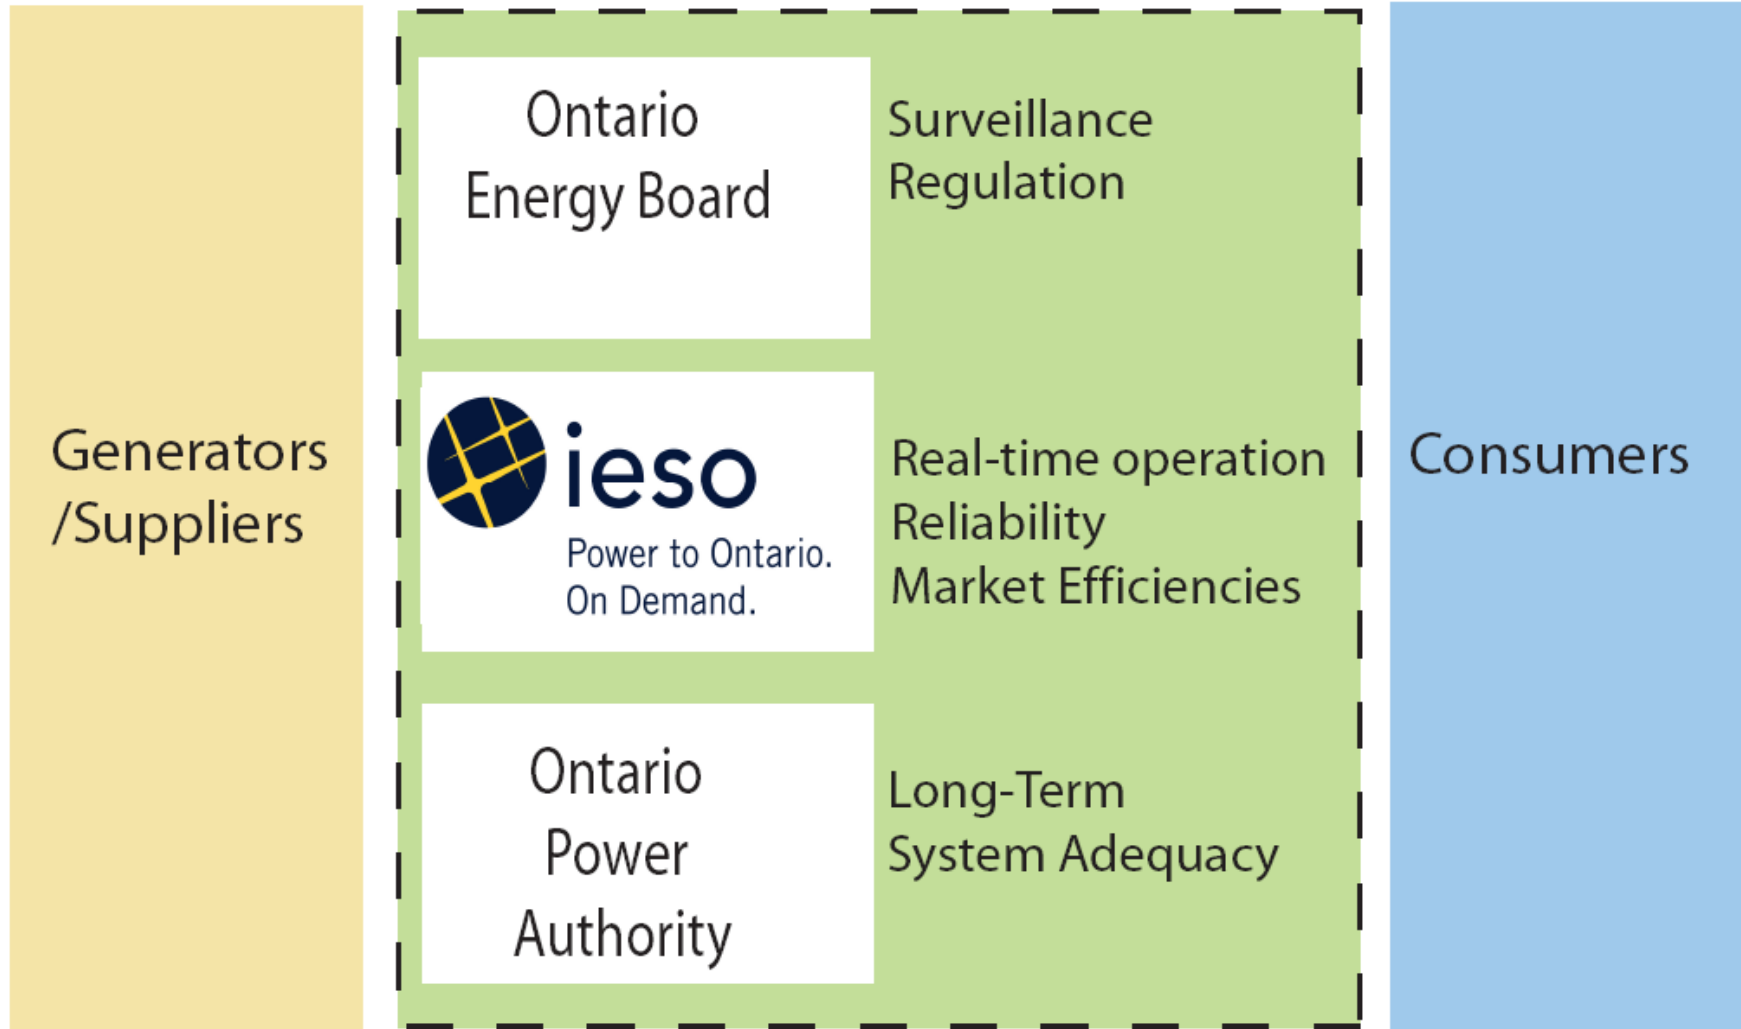 Generators
/Suppliers
Ontario
Energy Board
Surveillance
Regulation
ieso
Power to Ontario.
On Demand.
Real-time operation
Reliability
Market Efficiencies
Ontario
Power
Authority
Long-Term
System Adequacy
Consumers